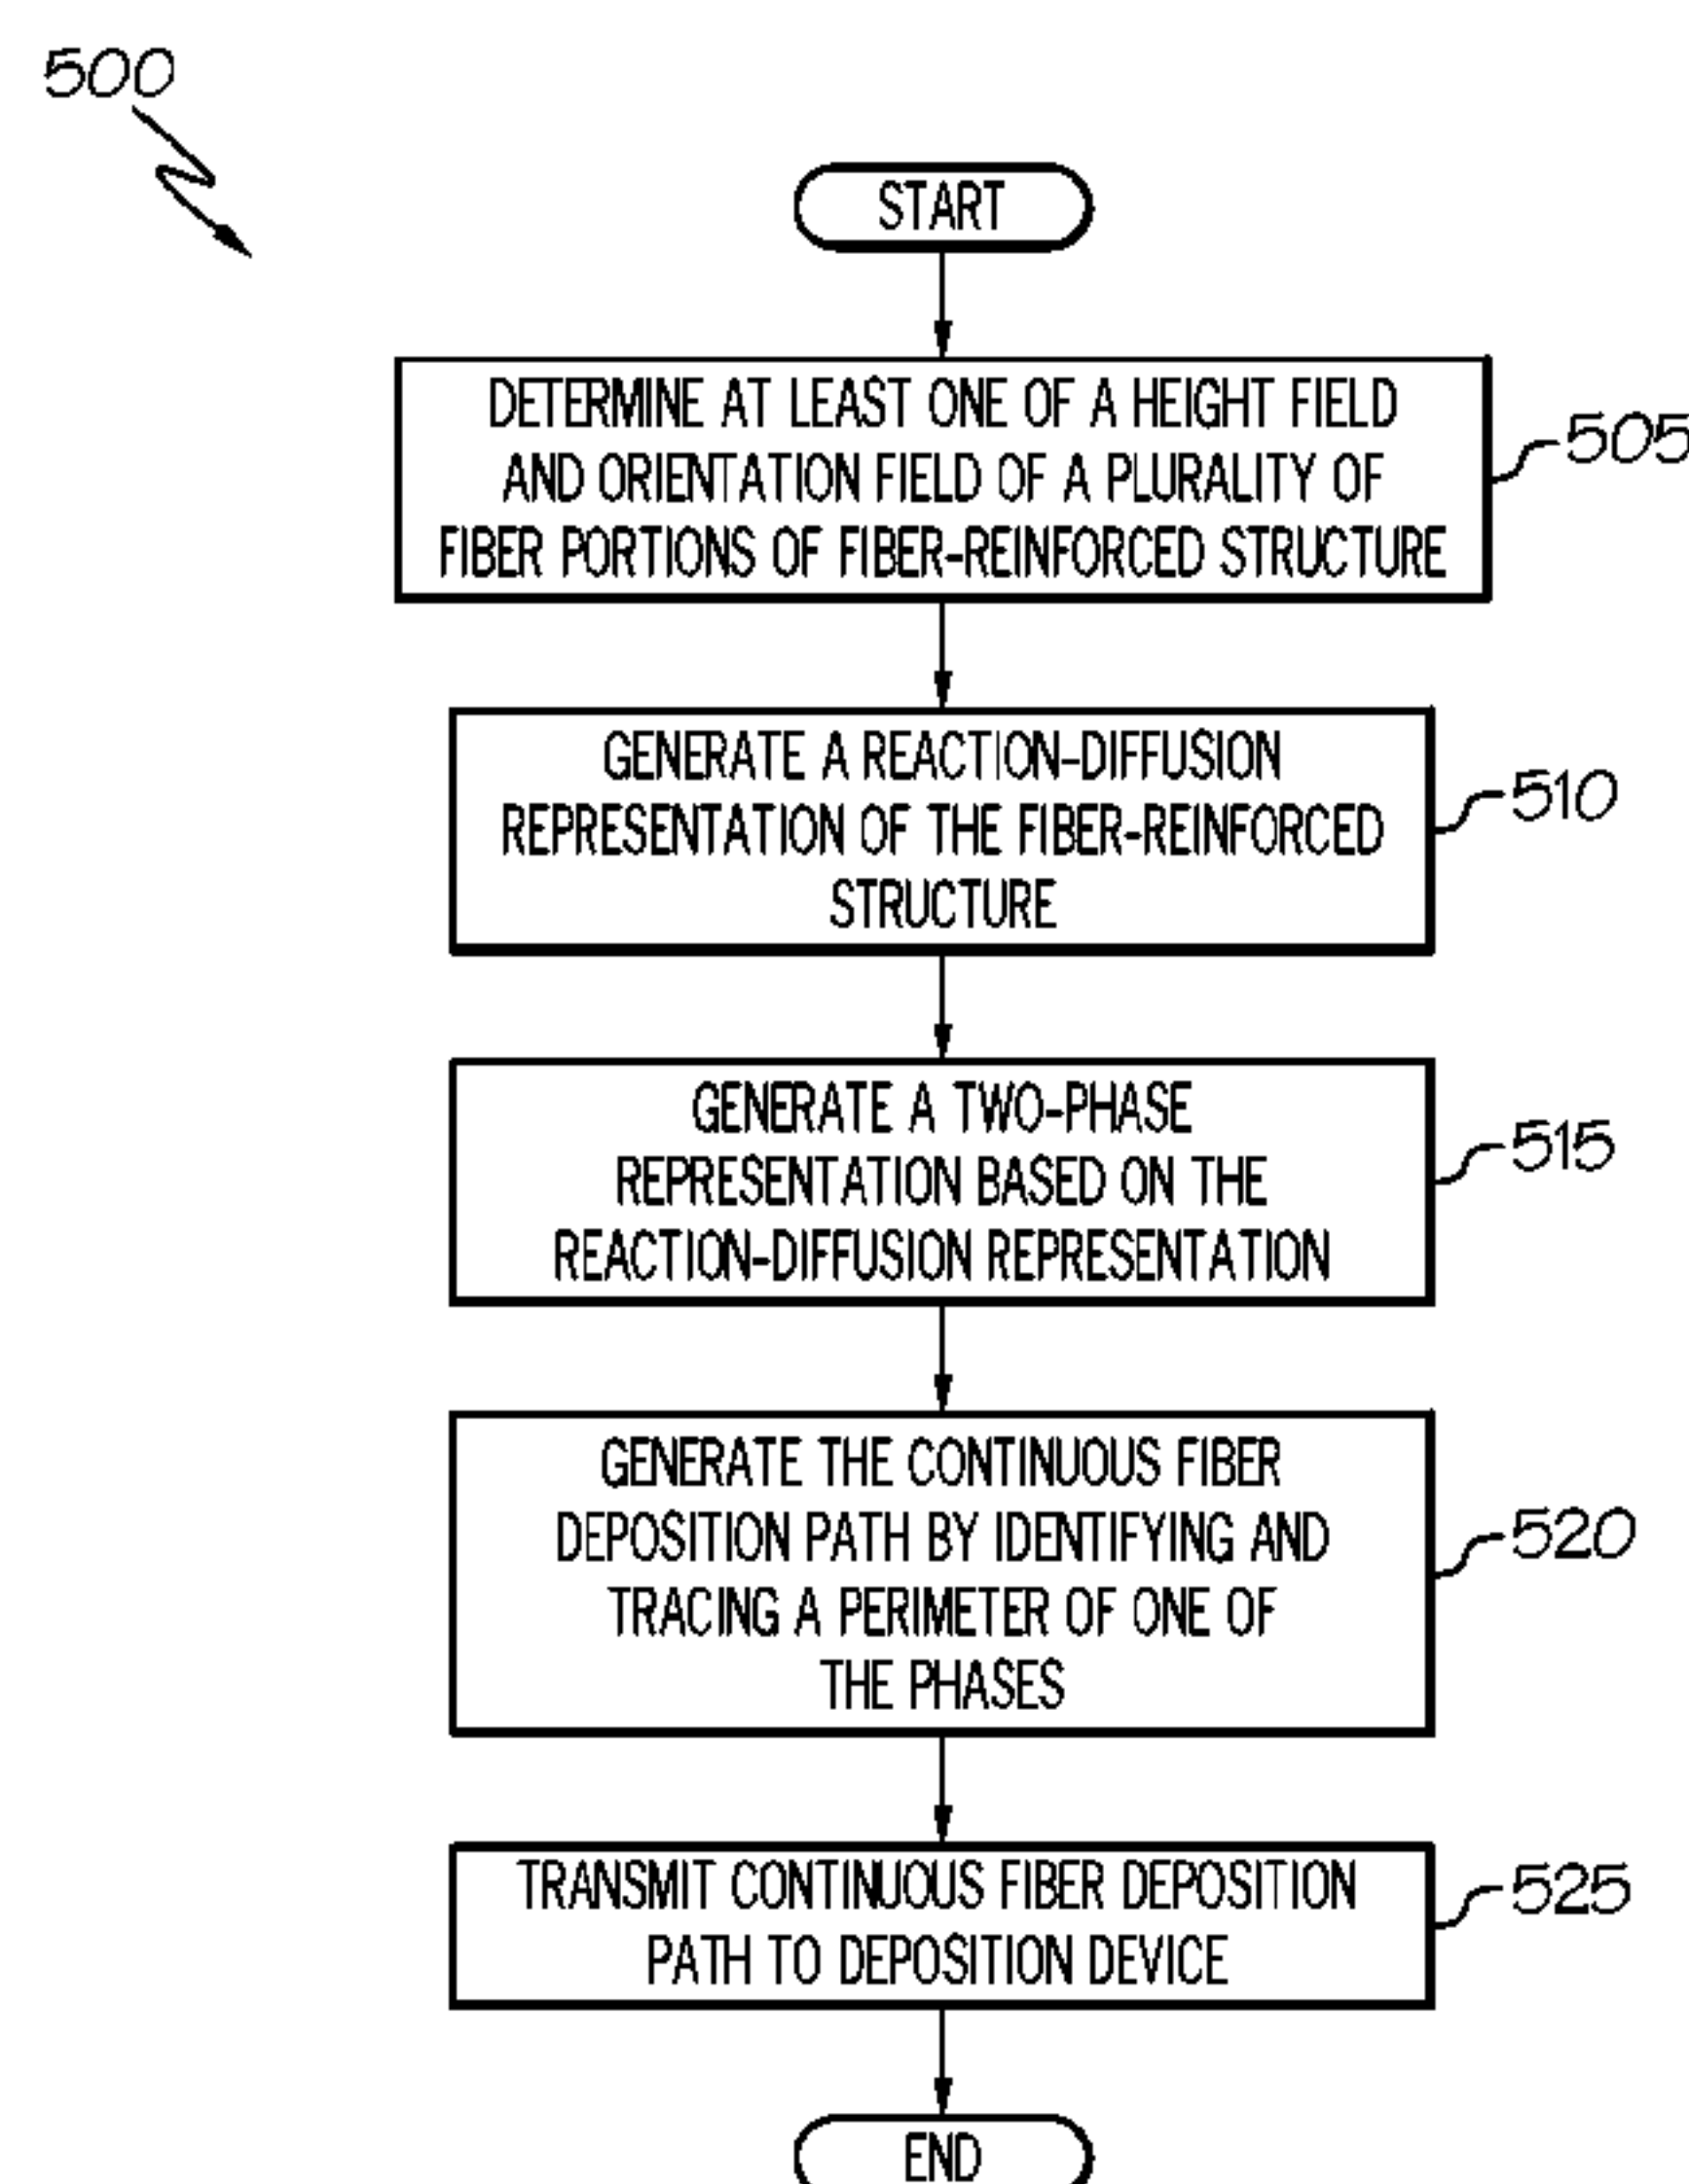 500
START
DETERMINE AT LEAST ONE OF A HEIGHT FIELD
AND ORIENTATION FIELD OF A PLURALITY OF
FIBER PORTIONS OF FIBER-REINFORCED STRUCTURE
505
GENERATE A REACTION-DIFFUSION
REPRESENTATION OF THE FIBER-REINFORCED
STRUCTURE
510
GENERATE A TWO-PHASE
REPRESENTATION BASED ON THE
REACTION-DIFFUSION REPRESENTATION
515
GENERATE THE CONTINUOUS FIBER
DEPOSITION PATH BY IDENTIFYING AND
TRACING A PERIMETER OF ONE OF
THE PHASES
520
TRANSMIT CONTINUOUS FIBER DEPOSITION
PATH TO DEPOSITION DEVICE
525
END